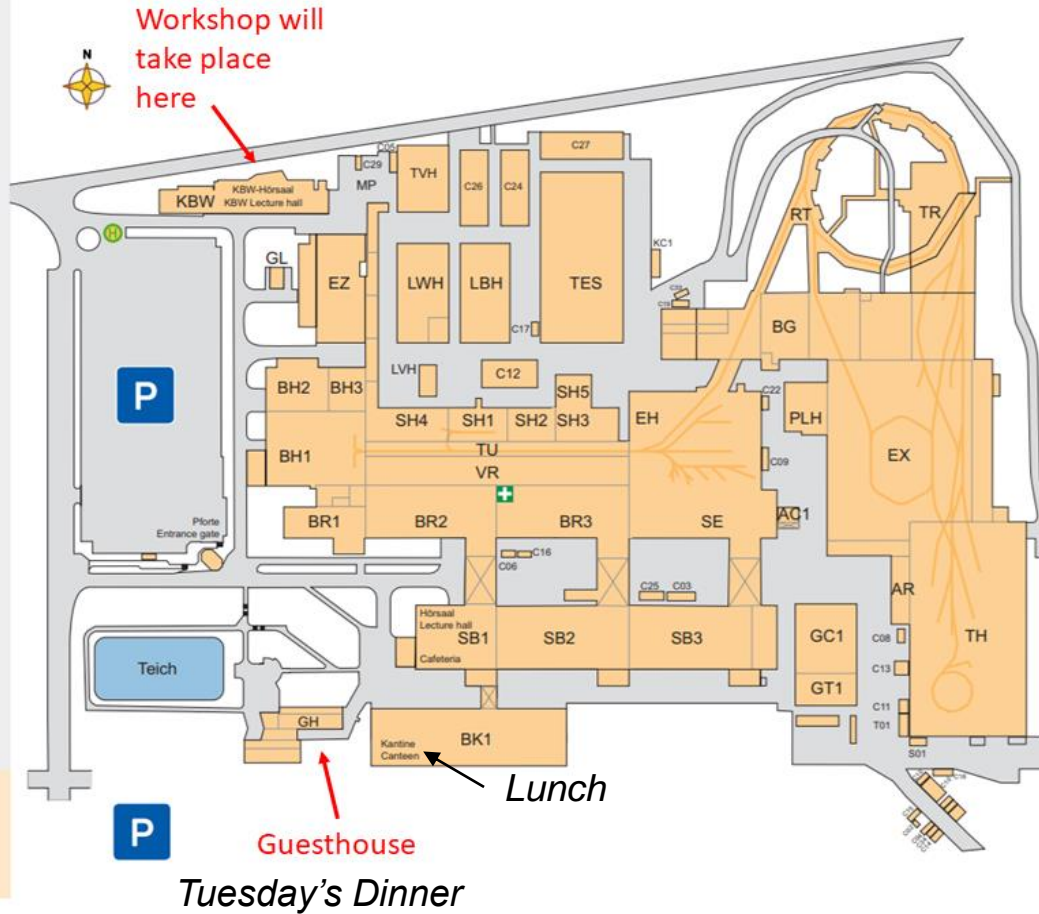 Workshop will
take place
here
N
C05
C29
MP
TVH
C26
C24
C27
KBW
KBW-Hörsaal
KBW Lecture hall
H
RT
TR
GL
EZ
LWH
LBH
TES
KC1
C19
C17
BG
P
BH2
BH3
LVH
C12
SH5
C22
PLH
SH4
SH1
SH2
SH3
EH
BH1
TU
VR
C09
EX
BR1
BR2
BR3
SE
AC1
Pforte
Entrance gate
C06
C16
C25
C03
AR
Hörsaal
Lecture hall
SB1
SB2
SB3
GC1
C08
TH
Cafeteria
Teich
C13
GT1
C11
T01
GH
Kantine
Canteen
BK1
S01
Lunch
P
Guesthouse
Tuesday's Dinner